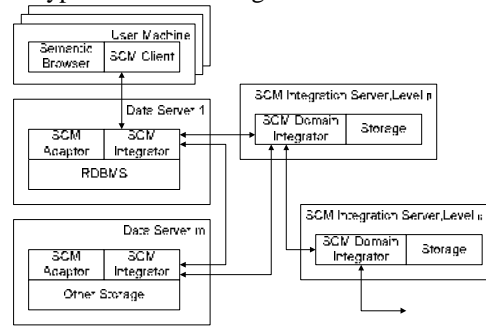 User Machine
Semantic
Browser
SCM Client
Data Server 1
SCM
Adaptor
SCM
Integrator
RDBMS
Data Server m
SCM
Adaptor
SCM
Integrator
Other Storage
SCM Integration Server,Level
SCM Domain
Integrator
Storage
SCM Integration Server,Level
SCM Domain
Integrator
Storage